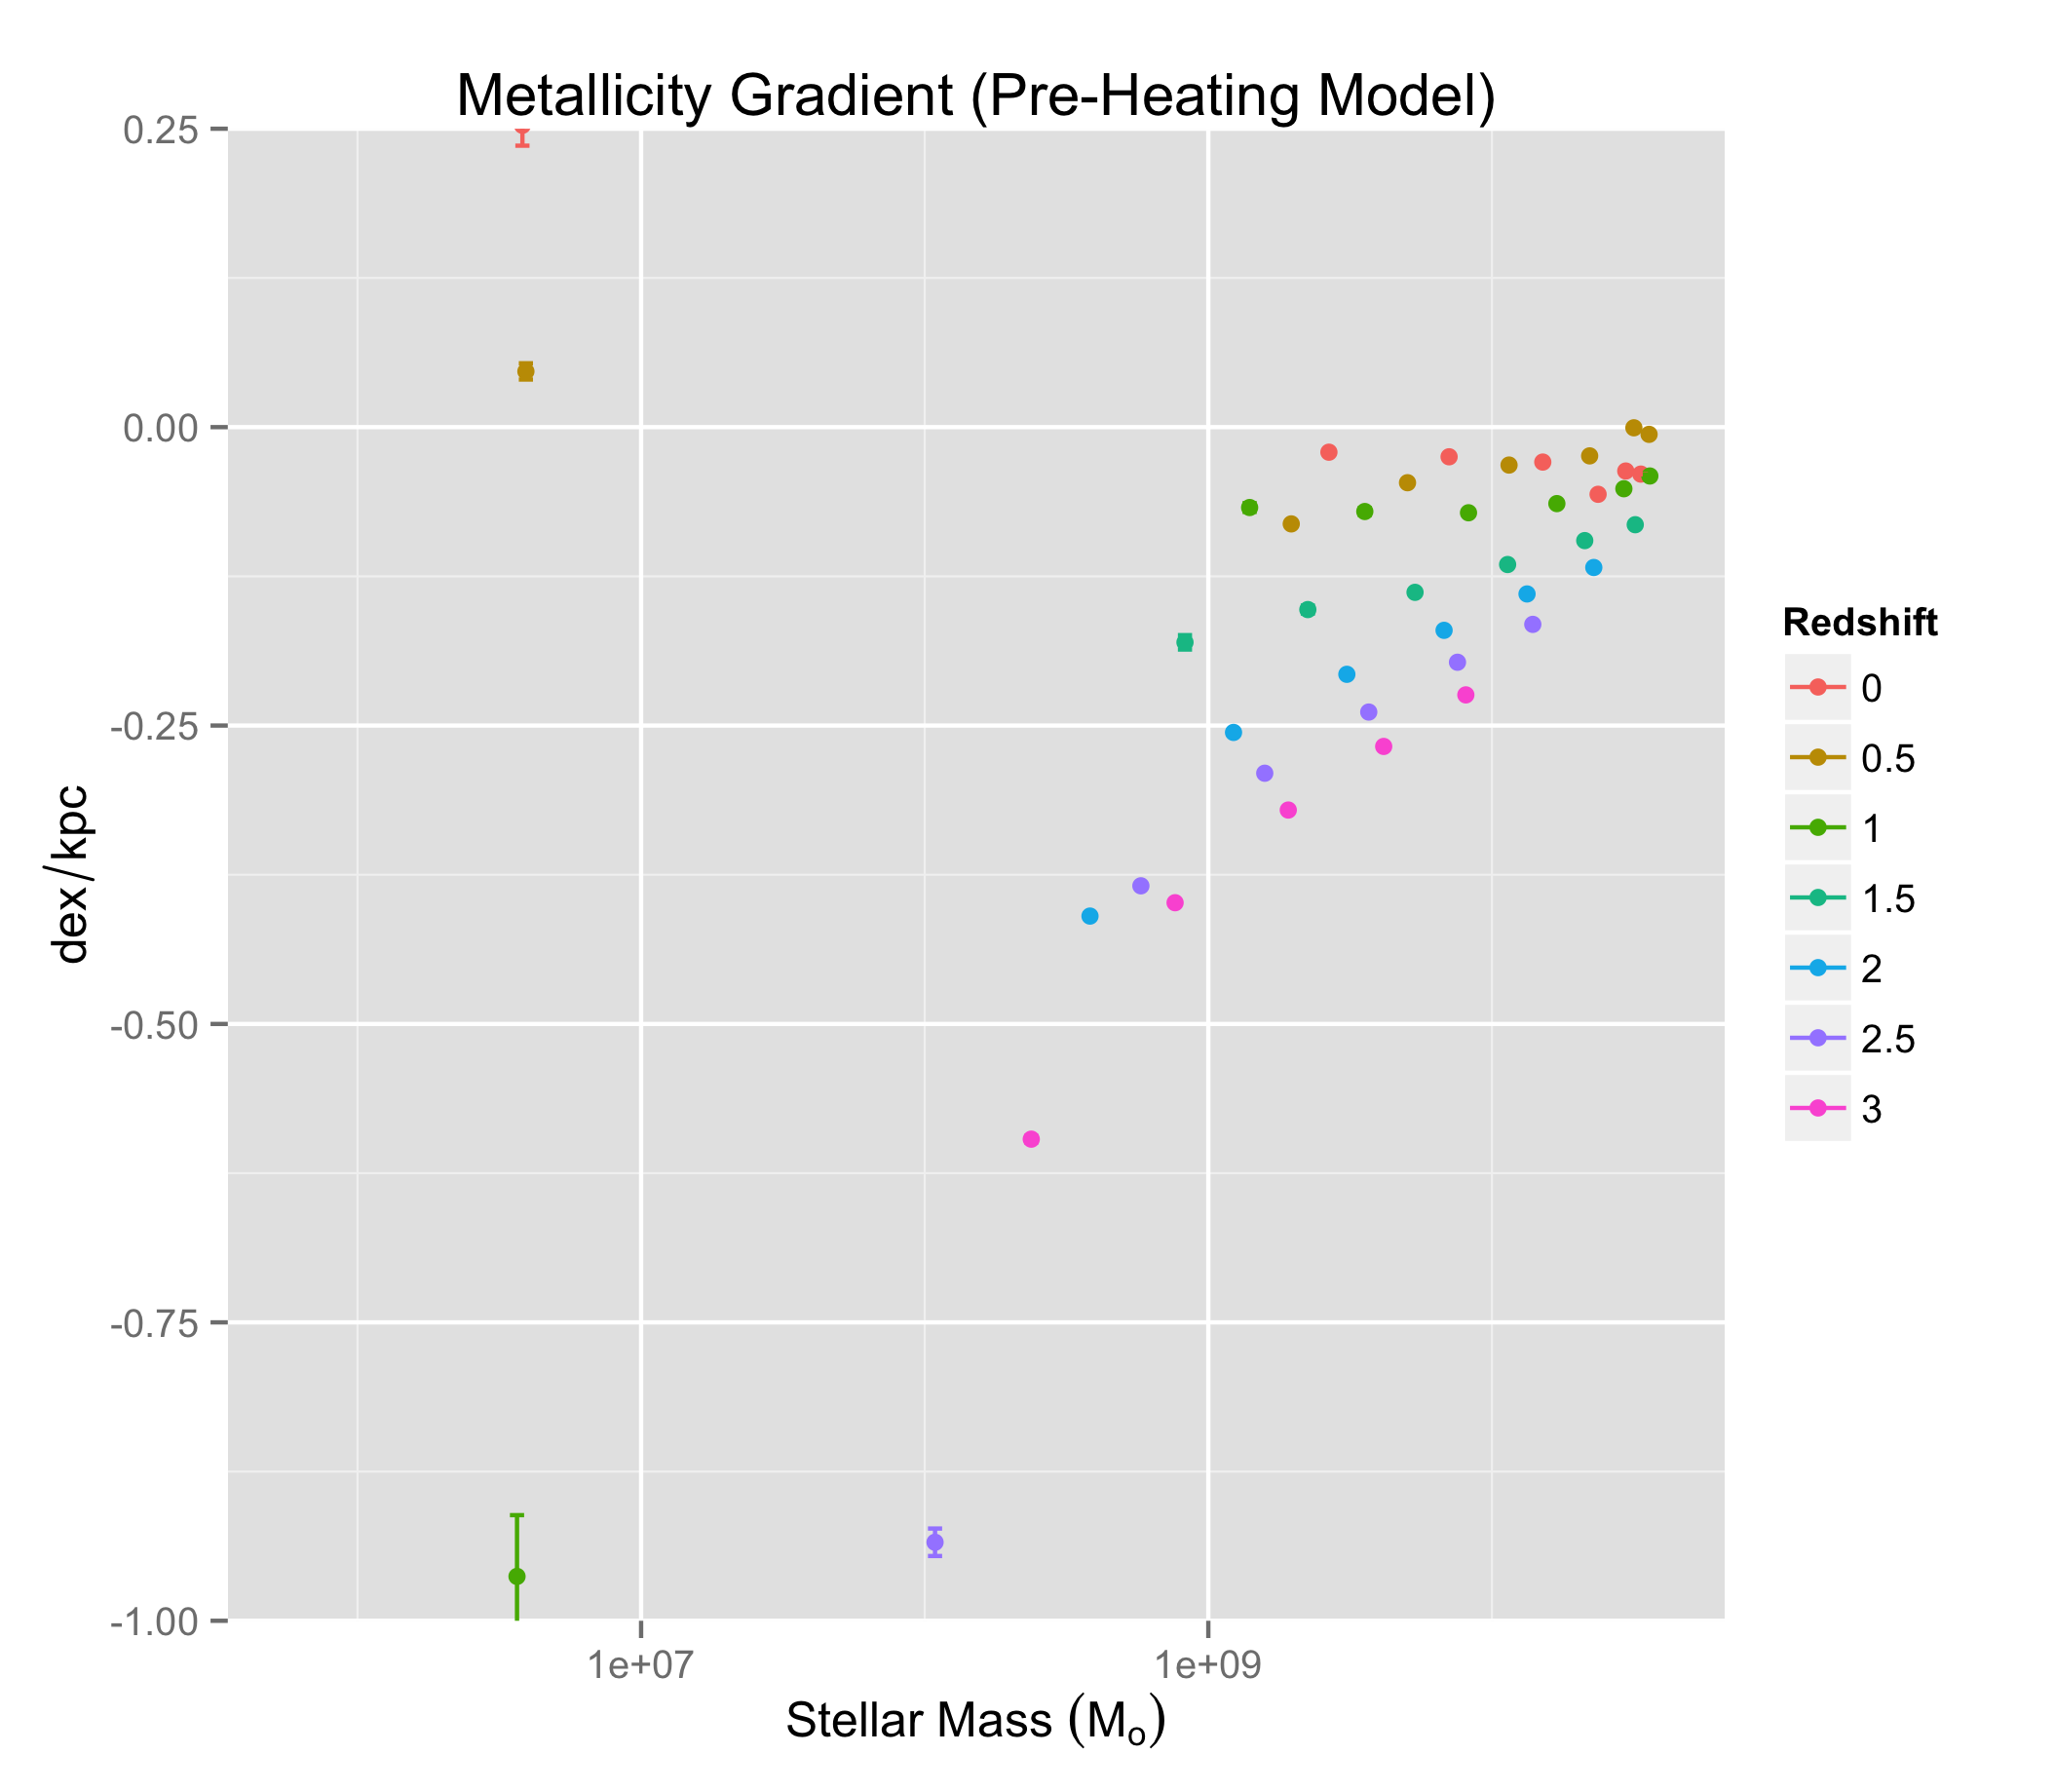 Metallicity Gradient (Pre-Heating Model)
0.25
0.00
-0.25
-0.50
-0.75
-1.00
dex/kpc
1e+07
1e+09
Stellar Mass (Mo)
Redshift
0
0.5
1
1.5
2
2.5
3